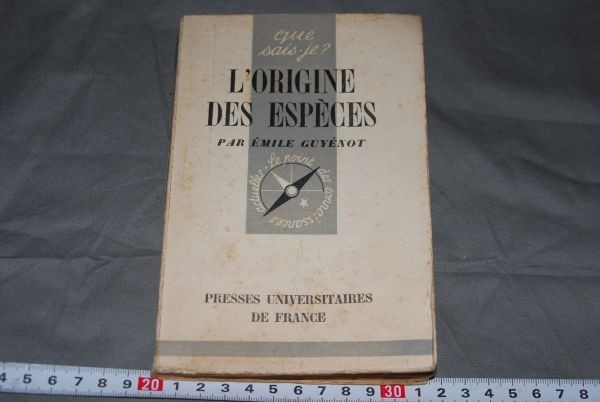 que
sais-je?
L'ORIGINE
DES ESPÈCES
PAR ÉMILE GUYÉNOT
le point des connaissances actuelles
PRESSES UNIVERSITAIRES
DE FRANCE
4 5 6 7 8 9 20 1 2 3 4 5 6 7 8 9 30 1 2 3 4 5 6 7 8